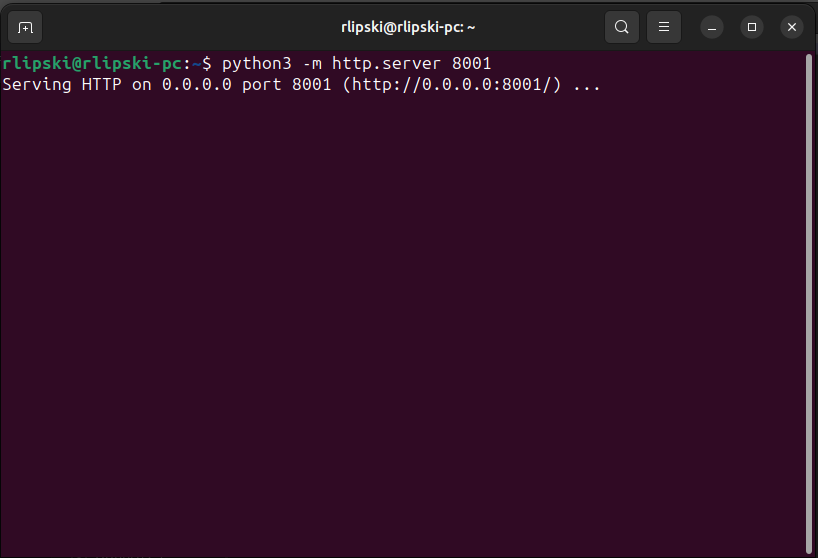 rlipski@rlipski-pc: ~
rlipski@rlipski-pc:~$ python3 -m http.server 8001
Serving HTTP on 0.0.0.0 port 8001 (http://0.0.0.0:8001/) ...